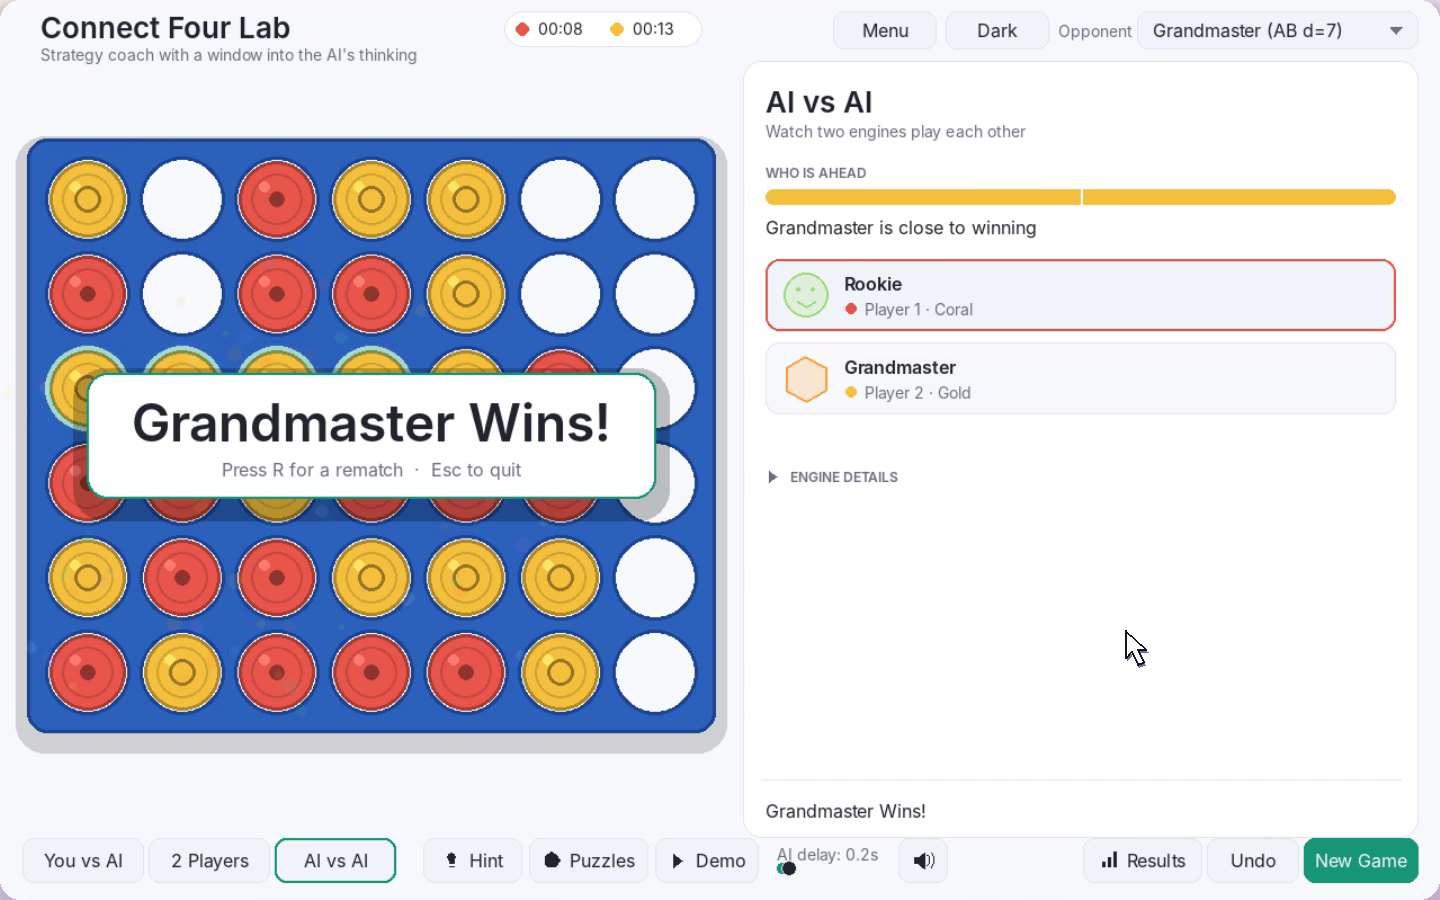 Connect Four Lab
Strategy coach with a window into the AI's thinking
00:08
00:13
Menu
Dark
Opponent
Grandmaster (AB d=7)
AI vs AI
Watch two engines play each other
WHO IS AHEAD
Grandmaster is close to winning
Rookie
Player 1 · Coral
Grandmaster
Player 2 · Gold
ENGINE DETAILS
Grandmaster Wins!
Press R for a rematch · Esc to quit
Grandmaster Wins!
You vs AI
2 Players
AI vs AI
Hint
Puzzles
Demo
AI delay: 0.2s
Results
Undo
New Game